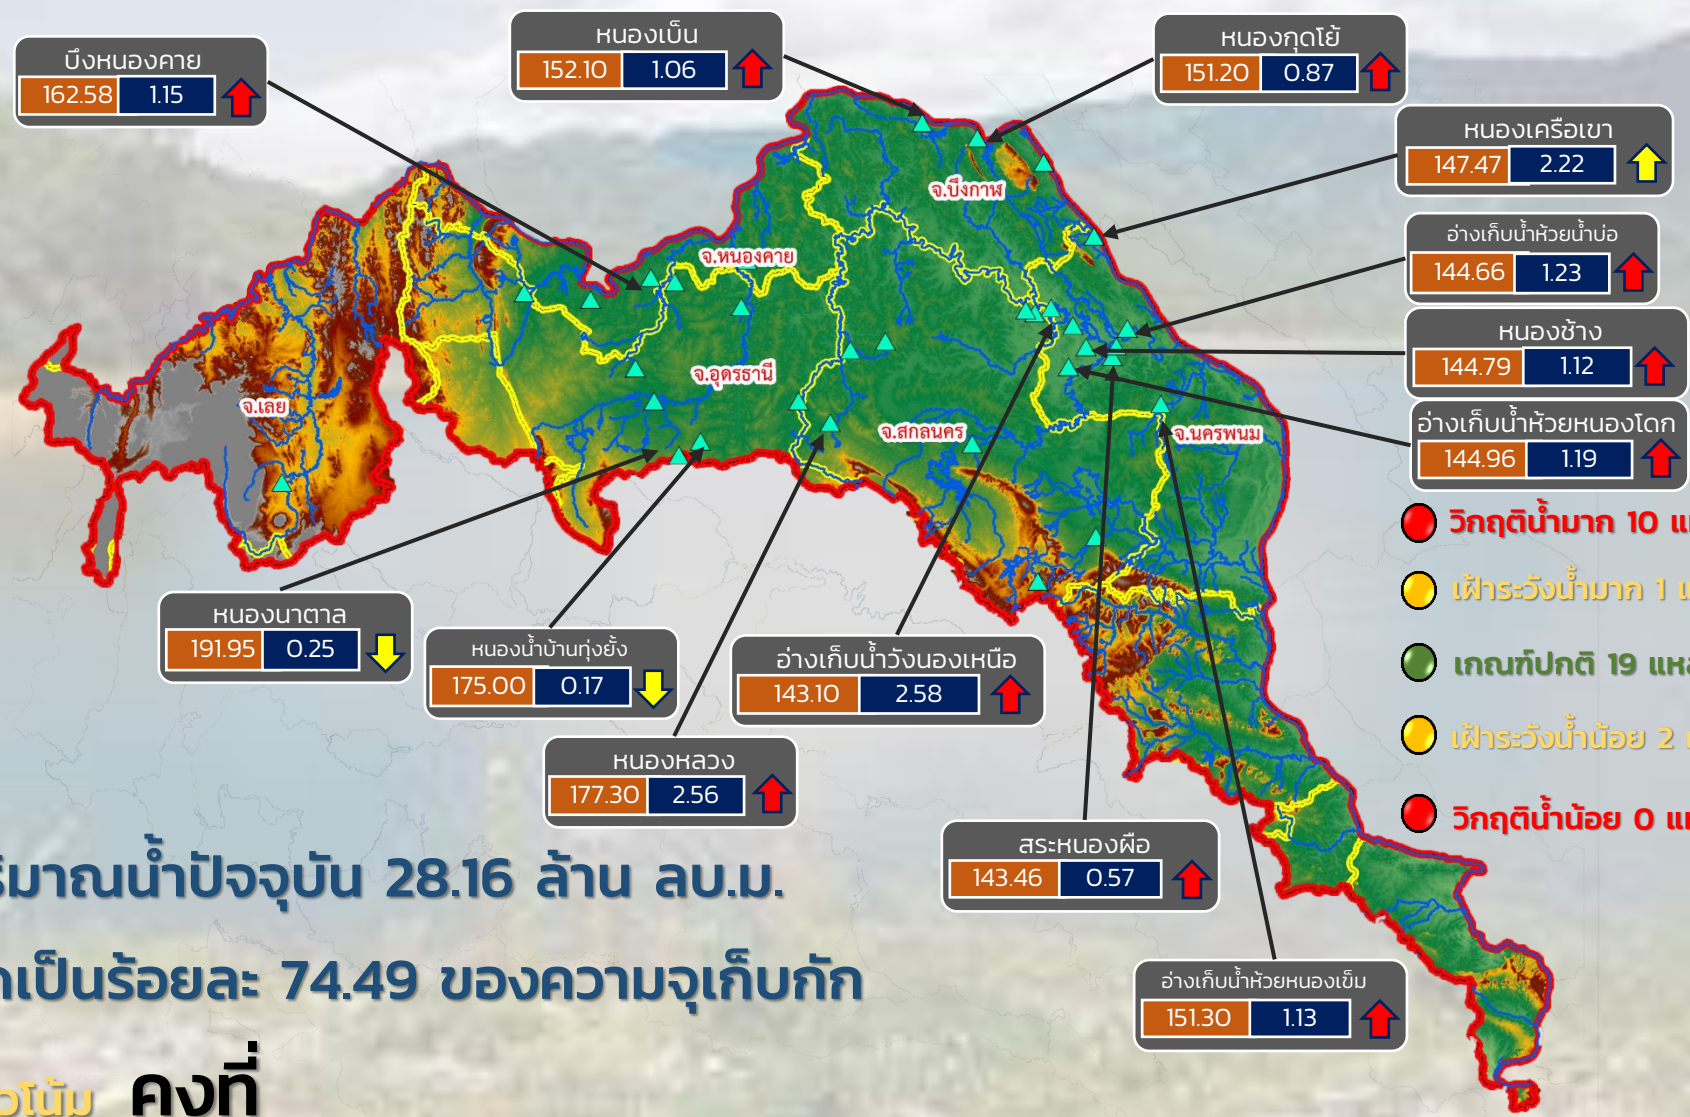 บึงหนองคาย
162.58 1.15
หนองเบ็น
152.10 1.06
หนองกุดโย้
151.20 0.87
หนองเครือเขา
147.47 2.22
อ่างเก็บน้ำห้วยน้ำบ่อ
144.66 1.23
หนองช้าง
144.79 1.12
อ่างเก็บน้ำห้วยหนองโดก
144.96 1.19
จ.บึงกาฬ
จ.หนองคาย
จ.อุดรธานี
จ.เลย
จ.สกลนคร
จ.นครพนม
วิกฤติน้ำมาก 10
เฝ้าระวังน้ำมาก 1
เกณฑ์ปกติ 19
เฝ้าระวังน้ำน้อย 2
วิกฤติน้ำน้อย 0
หนองนาตาล
191.95 0.25
หนองน้ำบ้านทุ่งยั้ง
175.00 0.17
อ่างเก็บน้ำวังนองเหนือ
143.10 2.58
หนองหลวง
177.30 2.56
สระหนองผือ
143.46 0.57
อ่างเก็บน้ำห้วยหนองเข็ม
151.30 1.13
ริมาณน้ำปัจจุบัน 28.16 ล้าน ลบ.ม.
เป็นร้อยละ 74.49 ของความจุเก็บกัก
วโน้ม คงที่